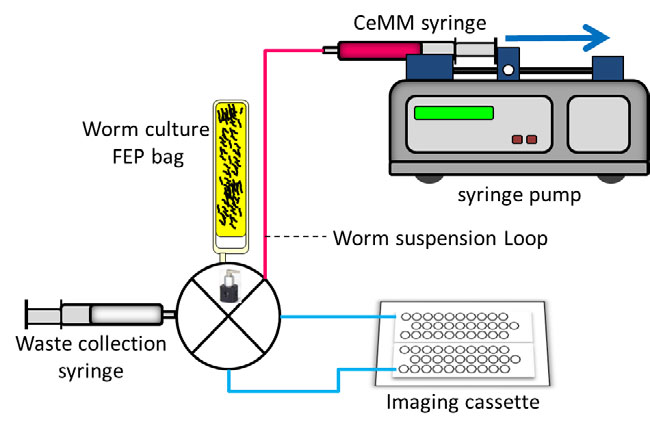 CeMM syringe
Worm culture
FEP bag
syringe pump
Worm suspension Loop
Waste collection
syringe
Imaging cassette